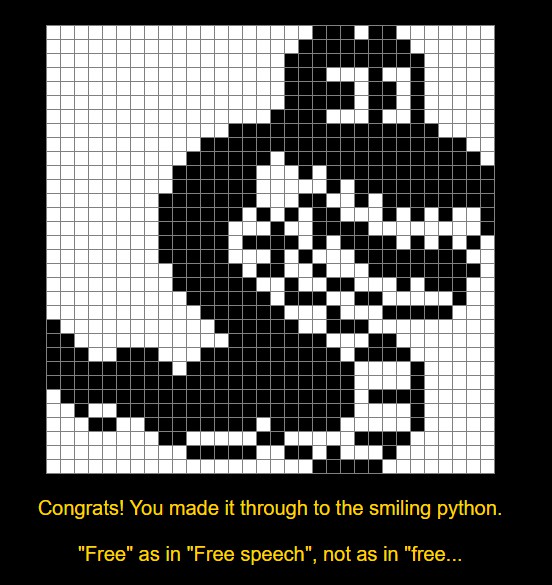 Congrats! You made it through to the smiling python.
"Free" as in "Free speech", not as in "free...